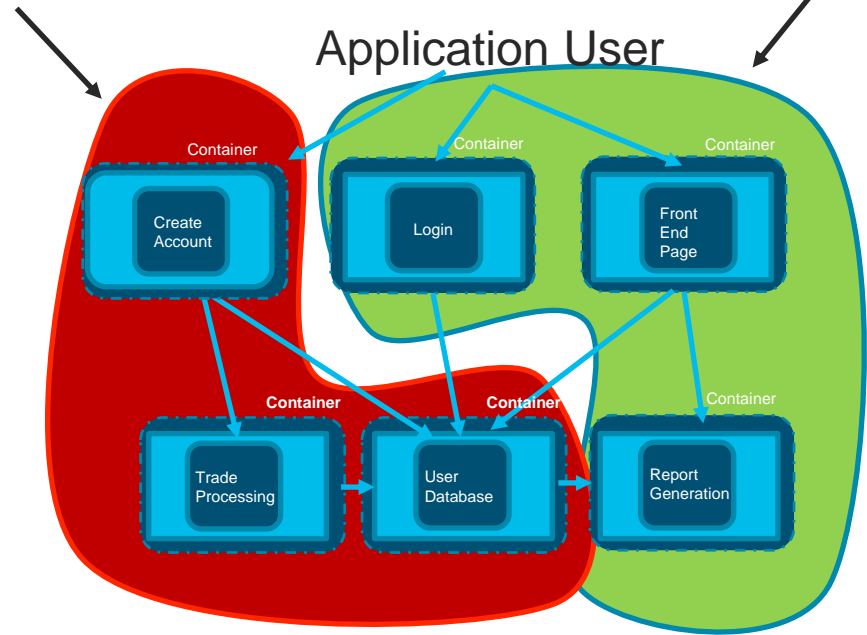 Application User
Container
Container
Container
Create
Account
Login
Front
End
Page
Container
Container
Container
Trade
Processing
User
Database
Report
Generation